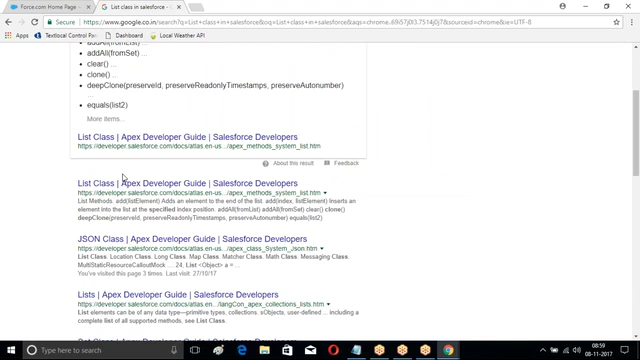 Force.com Home Page -
List class in salesforce -
Secure
https://www.google.co.in/search?q=List+class+in+salesforce&oq=List+class+in+salesforce&aqs=chrome..69i57j0l3.7514j0j7&sourceid=chrome&ie=UTF-8
Apps
Textlocal Control Pan
Dashboard
Local Weather API
addAll(fromList) ...
addAll(fromSet) ...
clear() ...
clone() ...
deepClone(preserveId, preserveReadonlyTimestamps, preserveAutonumber)
...
equals(list2)
More items...
List Class | Apex Developer Guide | Salesforce Developers
https://developer.salesforce.com/docs/atlas.en-us.../apex_methods_system_list.htm
About this result
Feedback
List Class | Apex Developer Guide | Salesforce Developers
https://developer.salesforce.com/docs/atlas.en-us.../apex_methods_system_list.htm
List Methods. add(listElement) Adds an element to the end of the list. add(index, listElement) Inserts an
element into the list at the specified index position. addAll(fromList) addAll(fromSet) clear() clone()
deepClone(preserveId, preserveReadonlyTimestamps, preserveAutonumber) equals(list2)
JSON Class | Apex Developer Guide | Salesforce Developers
https://developer.salesforce.com/docs/atlas.en-us.../apex_class_System_Json.htm
List Class. Location Class. Long Class. Map Class. Matcher Class. Math Class. Messaging Class.
MultiStaticResourceCalloutMock ... 24, List <Object> a = ...
You've visited this page 3 times. Last visit: 27/10/17
Lists | Apex Developer Guide | Salesforce Developers
https://developer.salesforce.com/docs/atlas.en-us.../langCon_apex_collections_lists.htm
List elements can be of any data type—primitive types, collections, sObjects, user-defined ... including a
complete list of all supported methods, see List Class.
Type here to search
08:59
08-11-2017